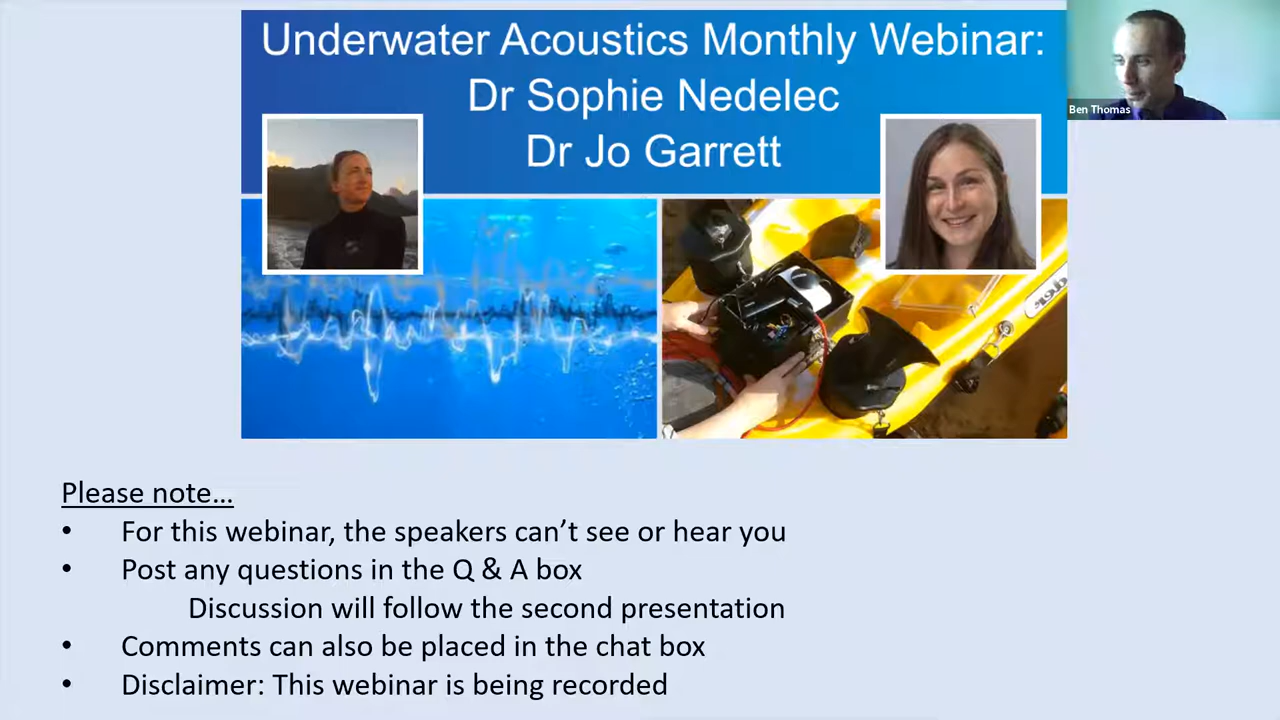 Underwater Acoustics Monthly Webinar:
Dr Sophie Nedelec
Dr Jo Garrett
Ben Thomas
Please note…
• For this webinar, the speakers can’t see or hear you
• Post any questions in the Q & A box
Discussion will follow the second presentation
• Comments can also be placed in the chat box
• Disclaimer: This webinar is being recorded